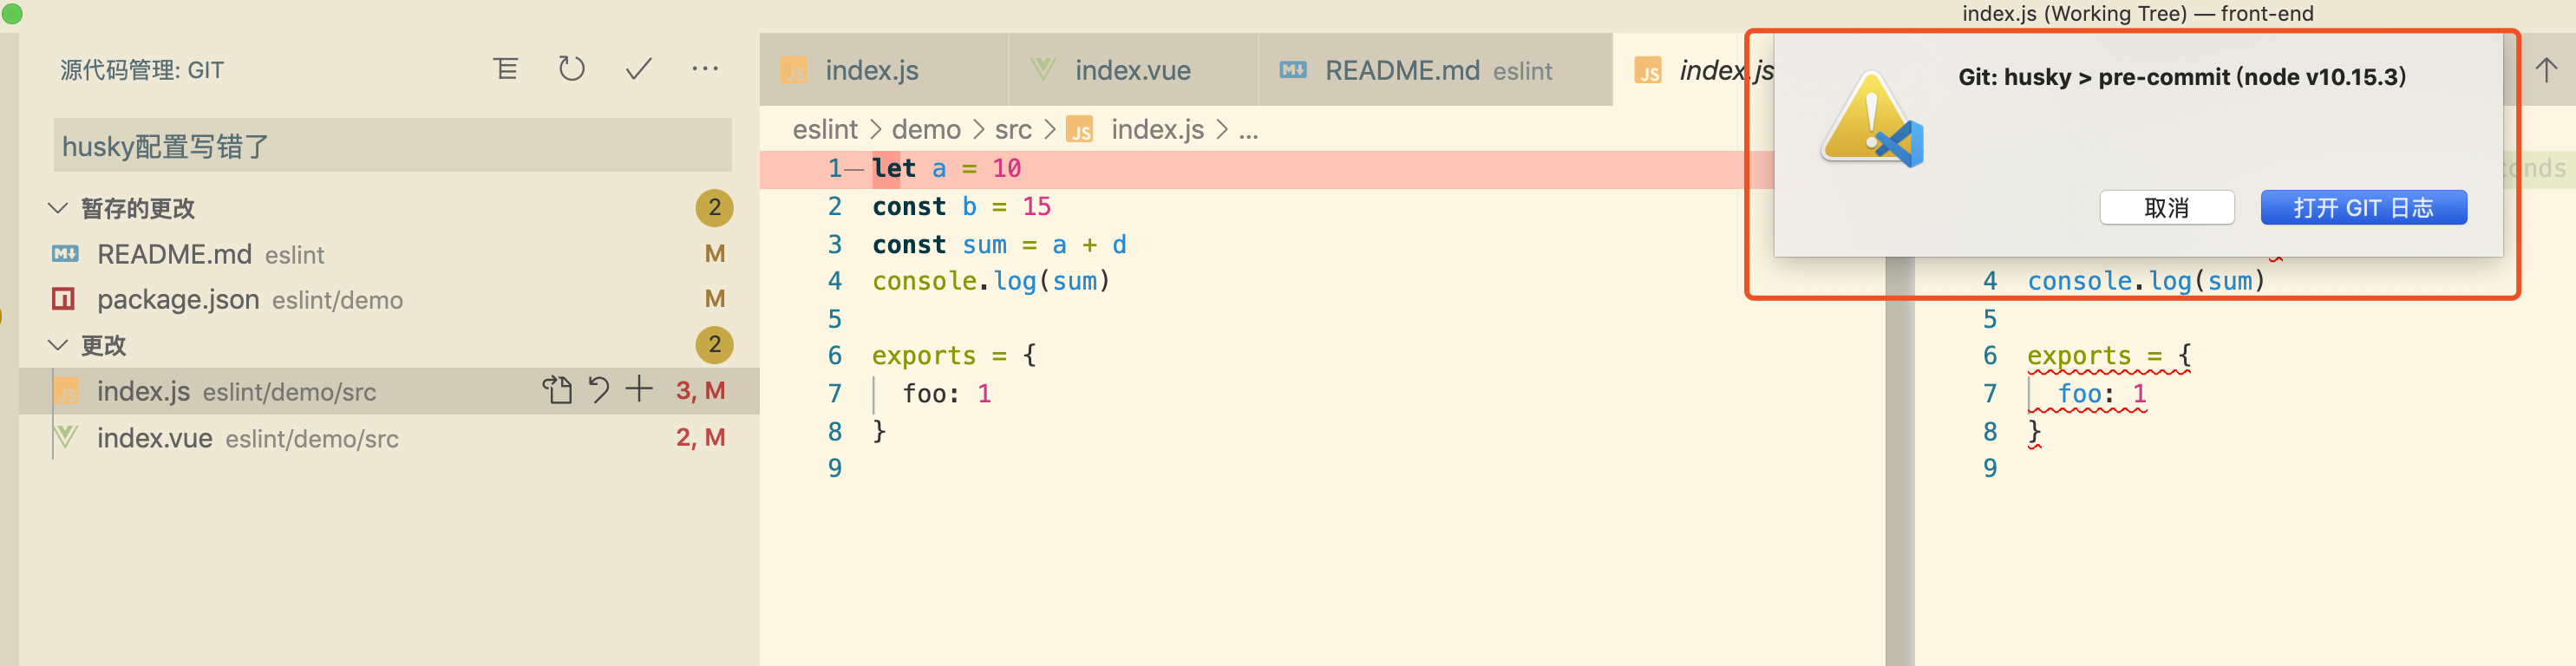 index.js (Working Tree) — front-end
源代码管理: GIT
husky配置写错了
暂存的更改 2
README.md eslint M
package.json eslint/demo M
更改 2
index.js eslint/demo/src 3, M
index.vue eslint/demo/src 2, M
index.js
index.vue
README.md eslint
index.js
eslint > demo > src > JS index.js > ...
1 — let a = 10
2 const b = 15
3 const sum = a + d
4 console.log(sum)
5
6 exports = {
7 foo: 1
8 }
9
Git: husky > pre-commit (node v10.15.3)
取消
打开 GIT 日志
onds
4 console.log(sum)
5
6 exports = {
7 foo: 1
8 }
9